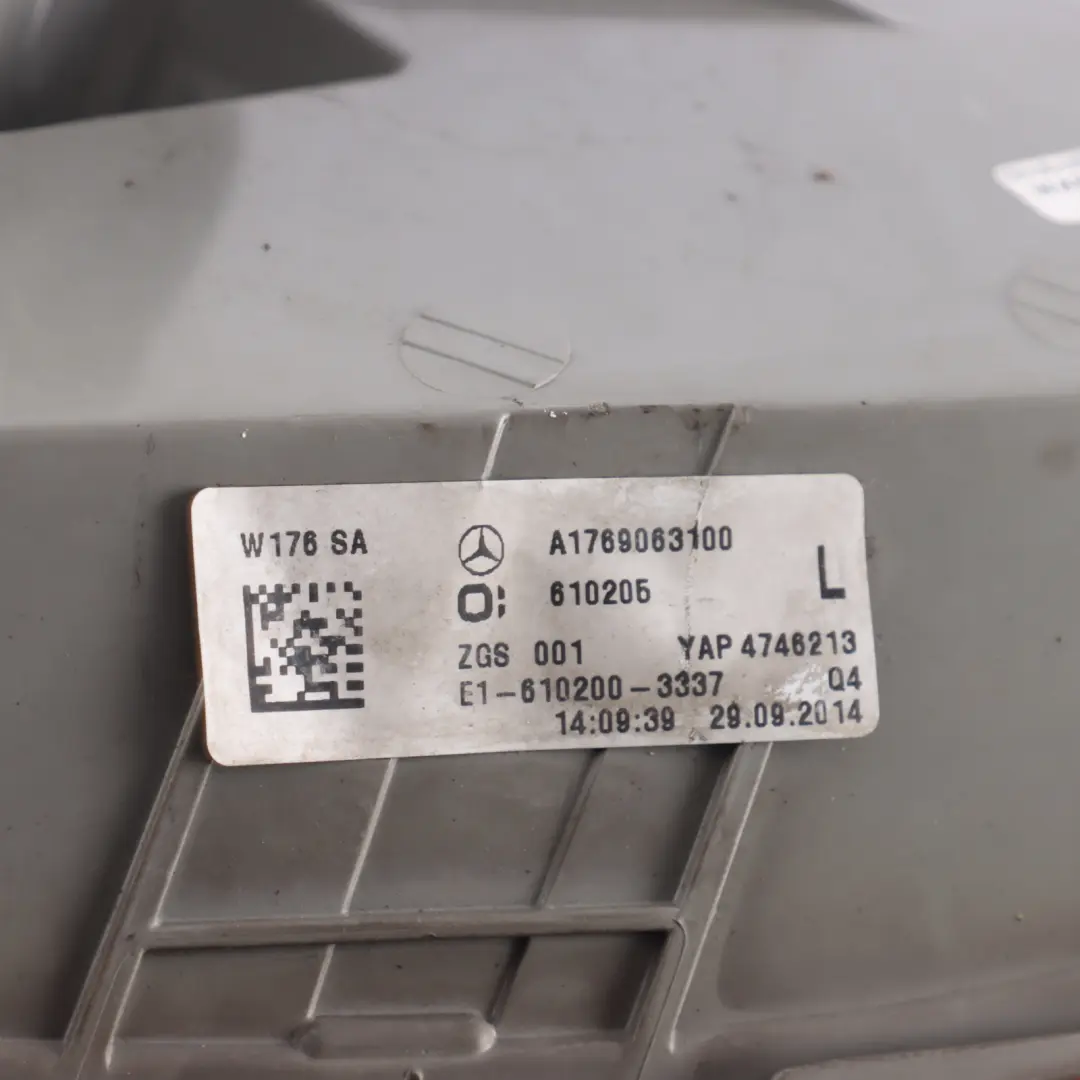 W176 SA
A1769063100
610205
L
ZGS 001 YAP 4746213
E1-610200-3337 Q4
14:09:39 29.09.2014